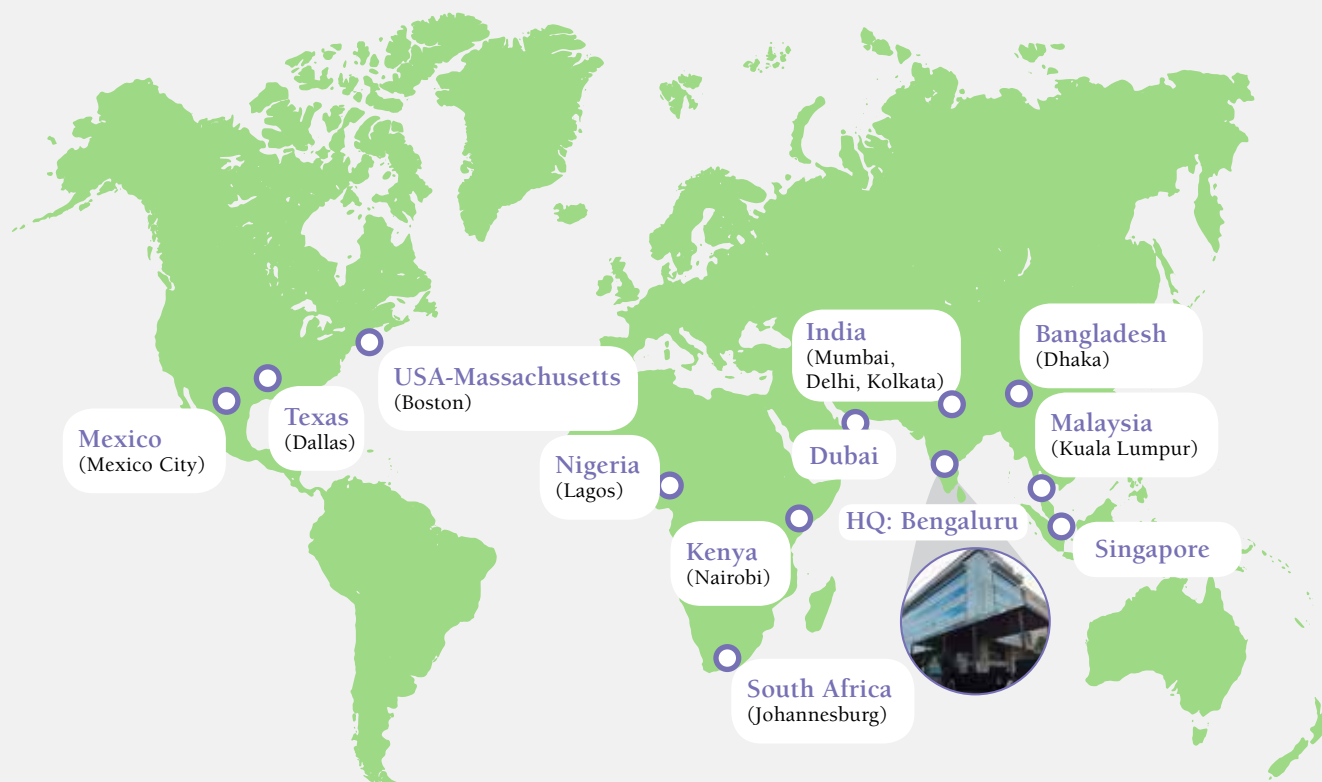 India
(Mumbai,
Delhi, Kolkata)
Bangladesh
(Dhaka)
USA-Massachusetts
(Boston)
Texas
(Dallas)
Mexico
(Mexico City)
Malaysia
(Kuala Lumpur)
Dubai
Nigeria
(Lagos)
HQ: Bengaluru
Kenya
(Nairobi)
Singapore
South Africa
(Johannesburg)